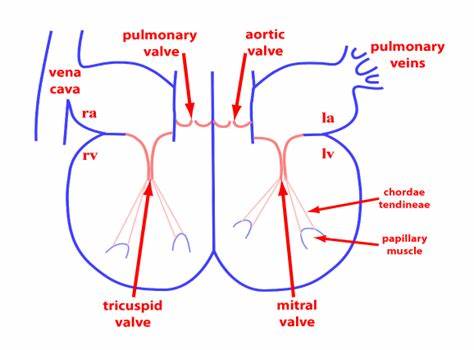 pulmonary
valve
aortic
valve
pulmonary
veins
vena
cava
ra
la
rv
lv
chordae
tendineae
papillary
muscle
tricuspid
valve
mitral
valve